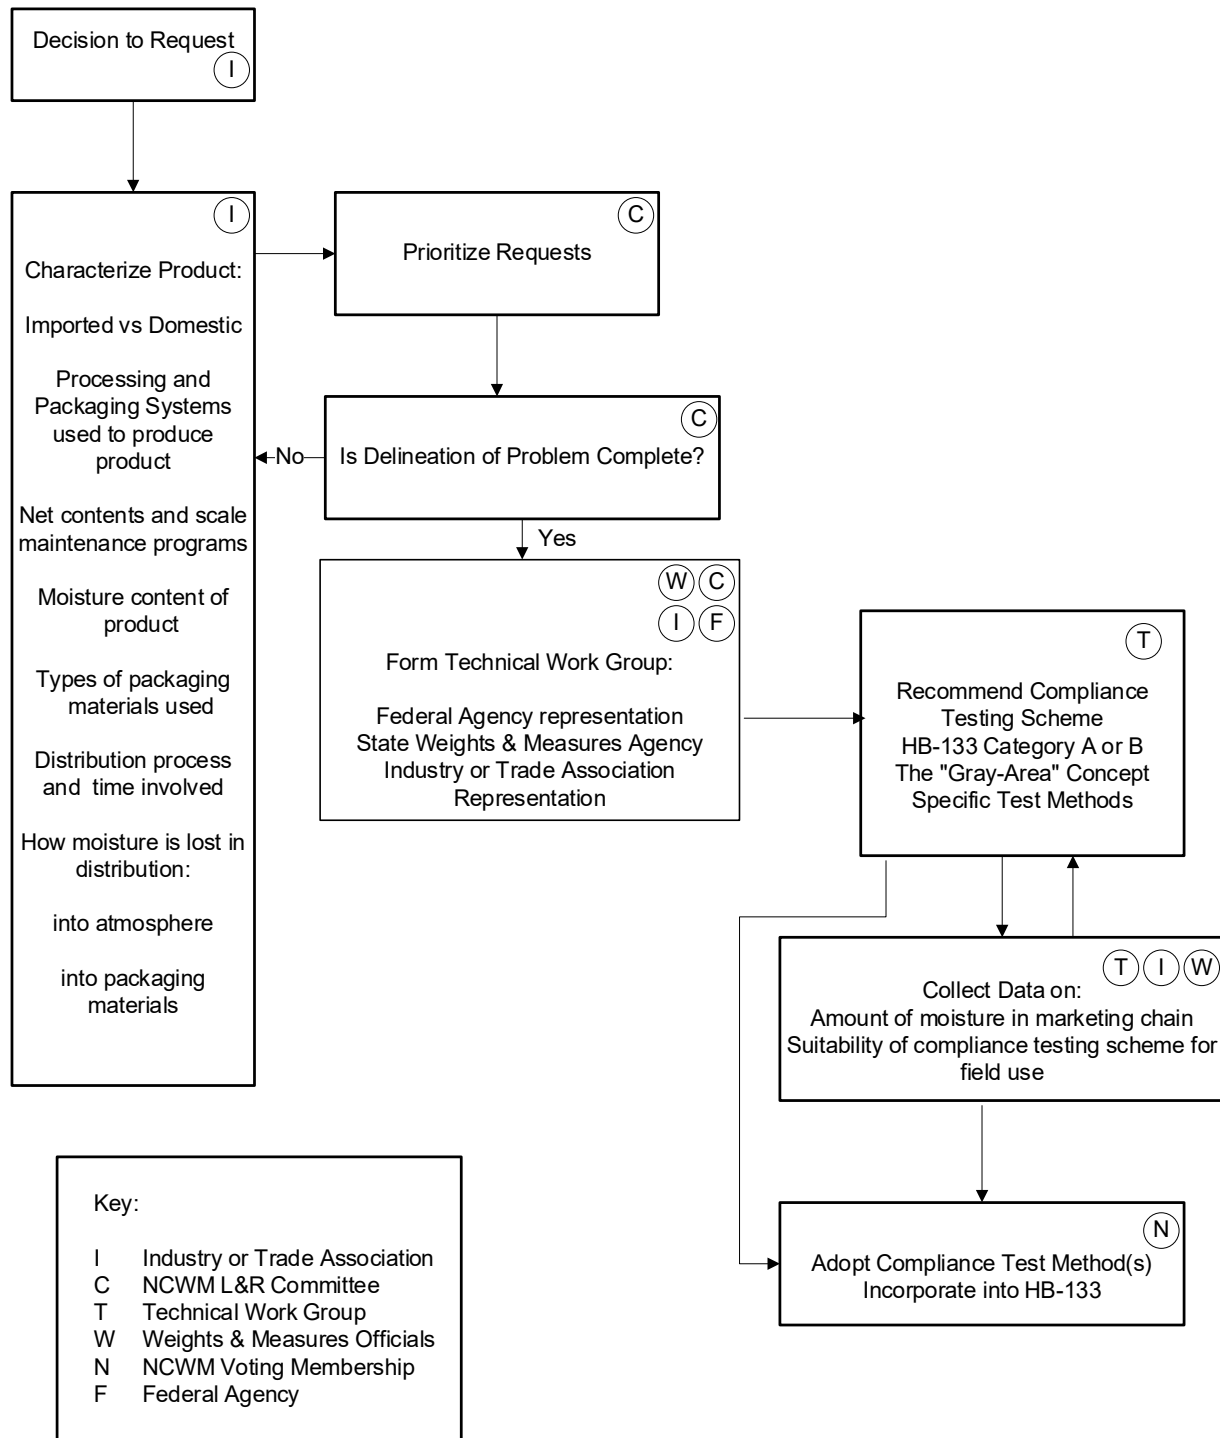 Decision to Request
I
I
Characterize Product:
Imported vs Domestic
Processing and
Packaging Systems
used to produce
product
Net contents and scale
maintenance programs
Moisture content of
product
Types of packaging
materials used
Distribution process
and time involved
How moisture is lost in
distribution:
into atmosphere
into packaging
materials
C
Prioritize Requests
C
Is Delineation of Problem Complete?
No
Yes
W C
I F
Form Technical Work Group:
Federal Agency representation
State Weights & Measures Agency
Industry or Trade Association
Representation
T
Recommend Compliance
Testing Scheme
HB-133 Category A or B
The "Gray-Area" Concept
Specific Test Methods
T I W
Collect Data on:
Amount of moisture in marketing chain
Suitability of compliance testing scheme for
field use
N
Adopt Compliance Test Method(s)
Incorporate into HB-133
Key:
I Industry or Trade Association
C NCWM L&R Committee
T Technical Work Group
W Weights & Measures Officials
N NCWM Voting Membership
F Federal Agency